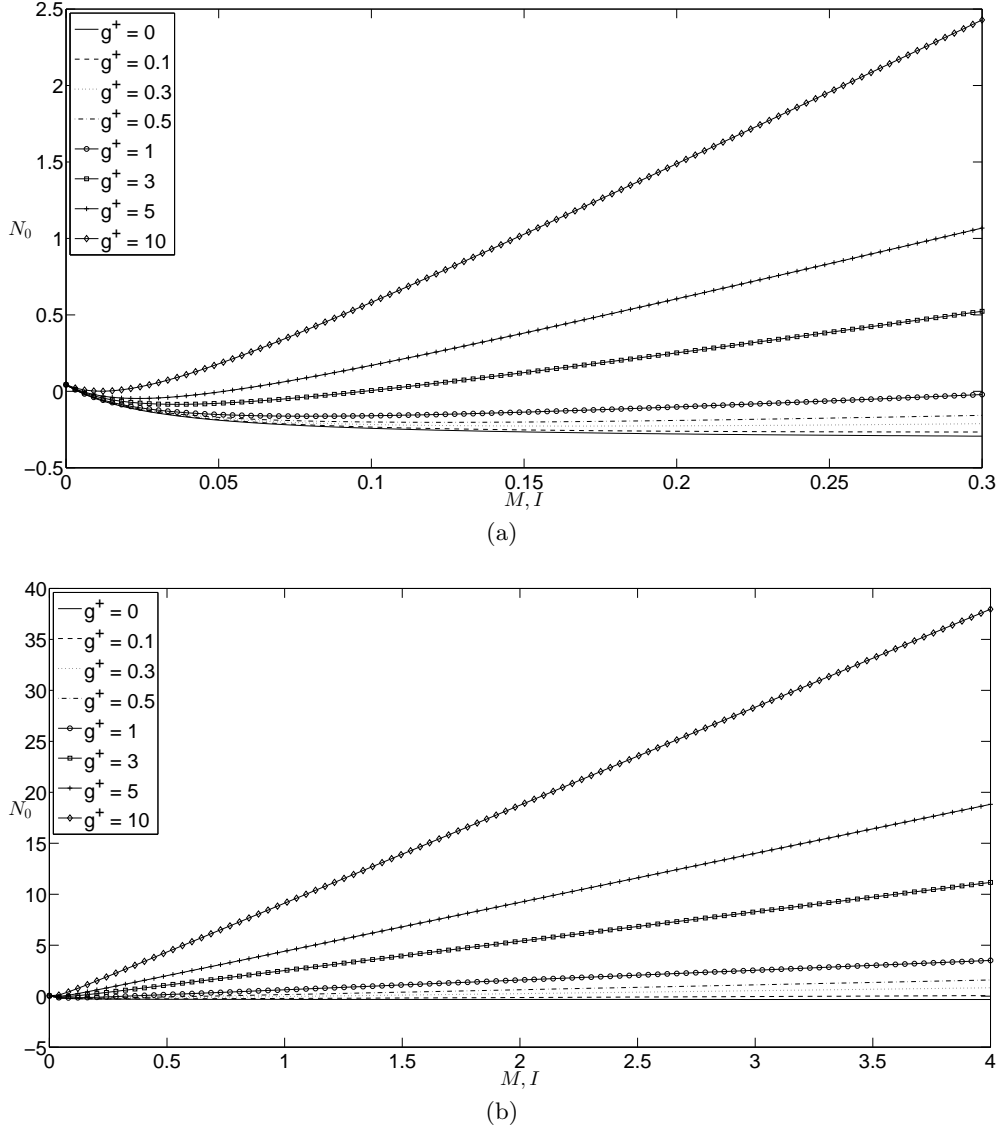 2.5
2
1.5
1
0.5
0
−0.5
N₀
g⁺ = 0
g⁺ = 0.1
g⁺ = 0.3
g⁺ = 0.5
g⁺ = 1
g⁺ = 3
g⁺ = 5
g⁺ = 10
0 0.05 0.1 0.15 0.2 0.25 0.3
M, I
(a)
40
35
30
25
20
15
10
5
0
−5
N₀
g⁺ = 0
g⁺ = 0.1
g⁺ = 0.3
g⁺ = 0.5
g⁺ = 1
g⁺ = 3
g⁺ = 5
g⁺ = 10
0 0.5 1 1.5 2 2.5 3 3.5 4
M, I
(b)